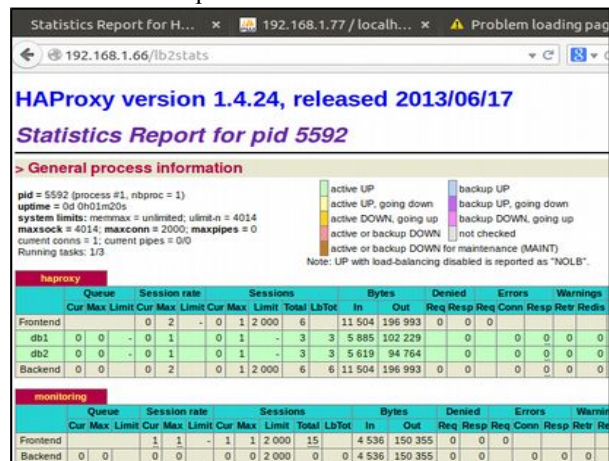 Statistics Report for H... × 192.168.1.77 / localh... × Problem loading pag
192.168.1.66/lb2stats
HAProxy version 1.4.24, released 2013/06/17
Statistics Report for pid 5592
> General process information
pid = 5592 (process #1, nbproc = 1)
uptime = 0d 0h01m20s
system limits: memmax = unlimited; ulimit-n = 4014
maxsock = 4014; maxconn = 2000; maxpipes = 0
current conns = 1; current pipes = 0/0
Running tasks: 1/3
active UP backup UP
active UP, going down backup UP, going down
active DOWN, going up backup DOWN, going up
active or backup DOWN not checked
active or backup DOWN for maintenance (MAINT)
Note: UP with load-balancing disabled is reported as "NOLB".
haproxy
Queue Session rate Sessions Bytes Denied Errors Warnings
Cur Max Limit Cur Max Limit Cur Max Limit Total LbTot In Out Req Resp Req Conn Resp Retr Redis
Frontend 0 2 - 0 1 2 000 6 11 504 196 993 0 0 0
db1 0 0 - 0 1 0 1 - 3 3 5 885 102 229 0 0 0 0 0
db2 0 0 - 0 1 0 1 - 3 3 5 619 94 764 0 0 0 0 0
Backend 0 0 0 2 0 1 2 000 6 6 11 504 196 993 0 0 0 0 0 0
monitoring
Queue Session rate Sessions Bytes Denied Errors Warnin
Cur Max Limit Cur Max Limit Cur Max Limit Total LbTot In Out Req Resp Req Conn Resp Retr Re
Frontend 1 1 - 1 1 2 000 15 4 536 150 355 0 0 0
Backend 0 0 0 0 0 0 2 000 0 0 4 536 150 355 0 0 0 0 0